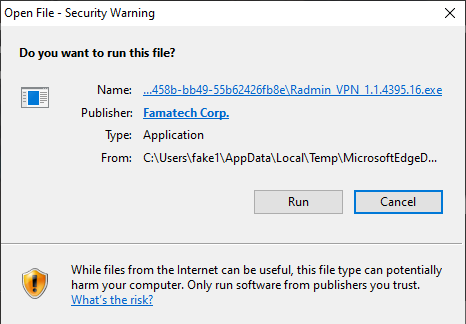 Open File - Security Warning
Do you want to run this file?
Name: ...458b-bb49-55b62426fb8e\Radmin_VPN_1.1.4395.16.exe
Publisher: Famatech Corp.
Type: Application
From: C:\Users\fake1\AppData\Local\Temp\MicrosoftEdgeD...
Run Cancel
While files from the Internet can be useful, this file type can potentially
harm your computer. Only run software from publishers you trust.
What's the risk?